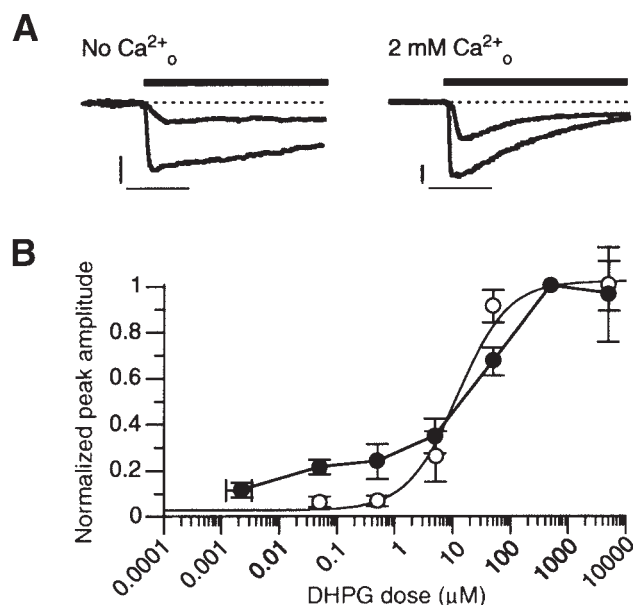 A
No Ca²⁺ₒ
2 mM Ca²⁺ₒ
B
Normalized peak amplitude
1
0.8
0.6
0.4
0.2
0
0.0001
0.001
0.01
0.1
1
10
100
1000
10000
DHPG dose (µM)